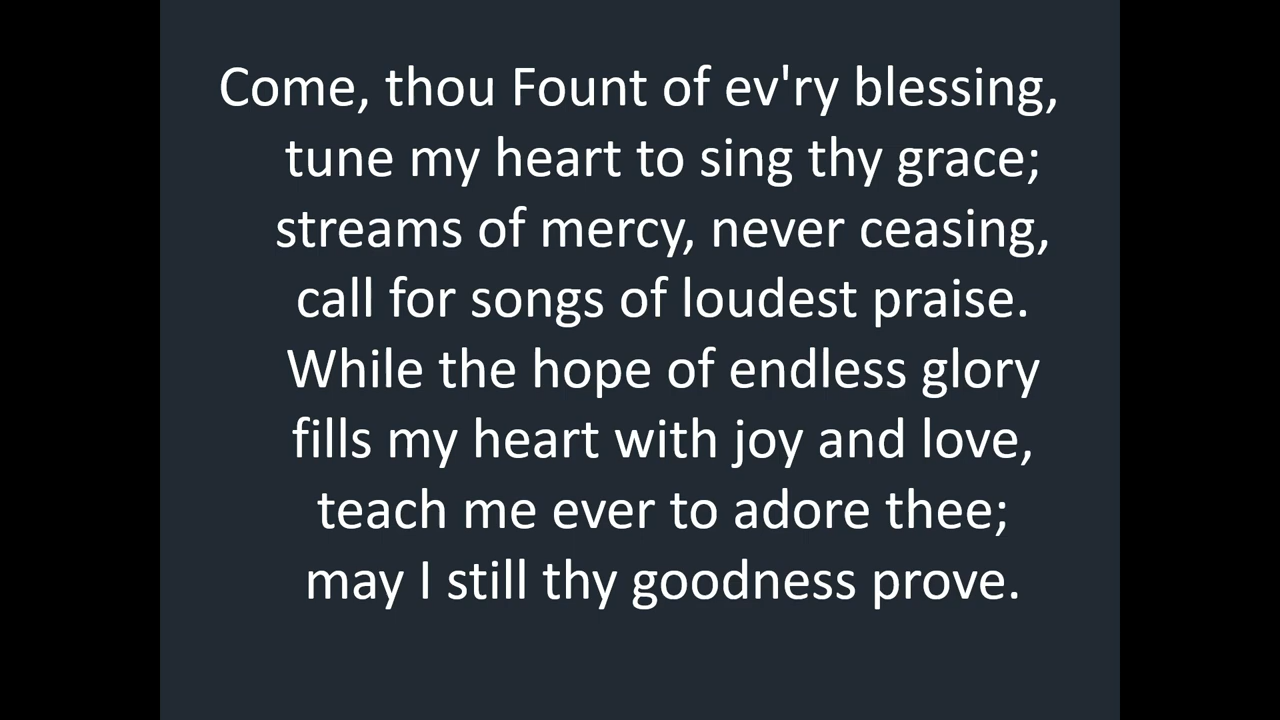 Come, thou Fount of ev'ry blessing,
tune my heart to sing thy grace;
streams of mercy, never ceasing,
call for songs of loudest praise.
While the hope of endless glory
fills my heart with joy and love,
teach me ever to adore thee;
may I still thy goodness prove.